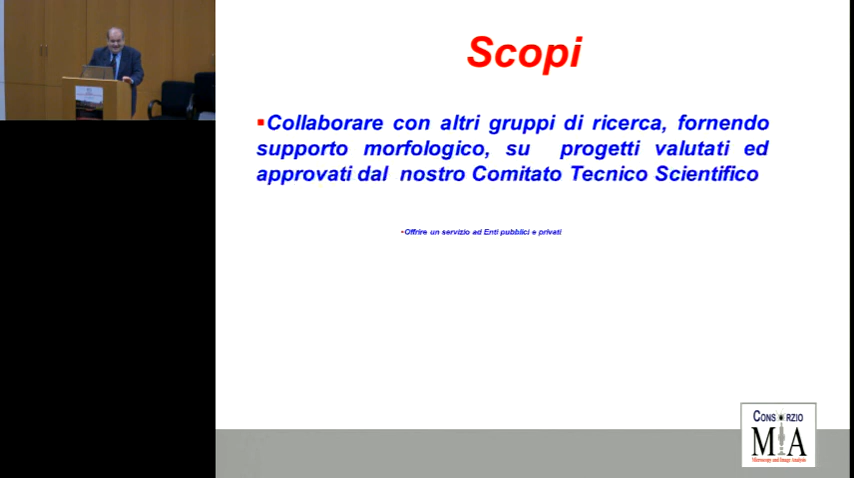 Scopi
▪Collaborare con altri gruppi di ricerca, fornendo
supporto morfologico, su progetti valutati ed
approvati dal nostro Comitato Tecnico Scientifico
▪Offrire un servizio ad Enti pubblici e privati
CONSORZIO
MIA
Microscopy and Image Analysis